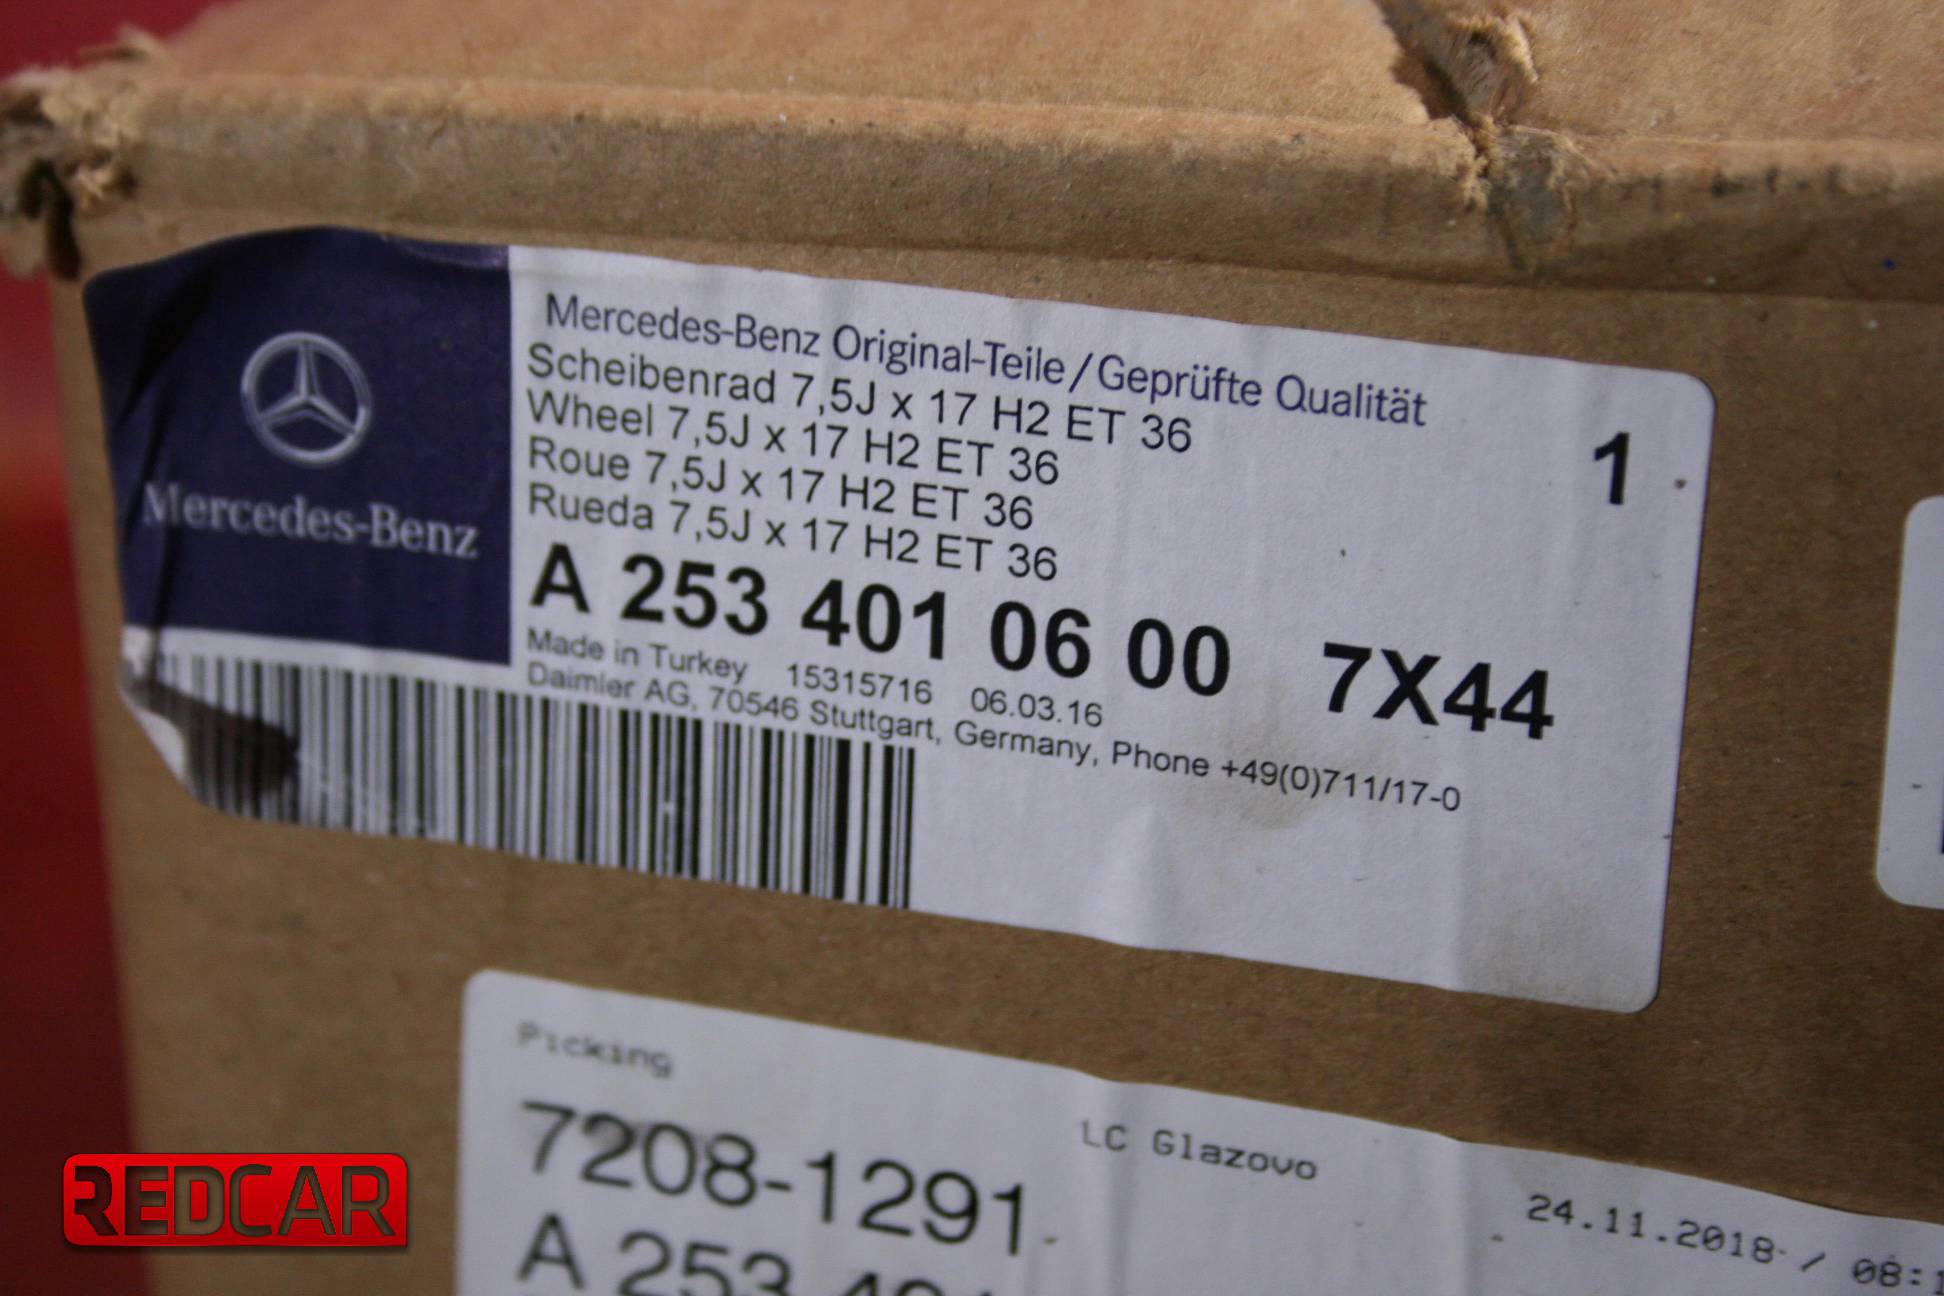 Mercedes-Benz
Mercedes-Benz Original-Teile/Geprüfte Qualität
Scheibenrad 7,5J x 17 H2 ET 36
Wheel 7,5J x 17 H2 ET 36
Roue 7,5J x 17 H2 ET 36
Rueda 7,5J x 17 H2 ET 36
1
A 253 401 06 00 7X44
Made in Turkey 15315716 06.03.16
Daimler AG, 70546 Stuttgart, Germany, Phone +49(0)711/17-0
Picking
7208-1291
LC Glazovo
24.11.2018 /
A 253
REDCAR